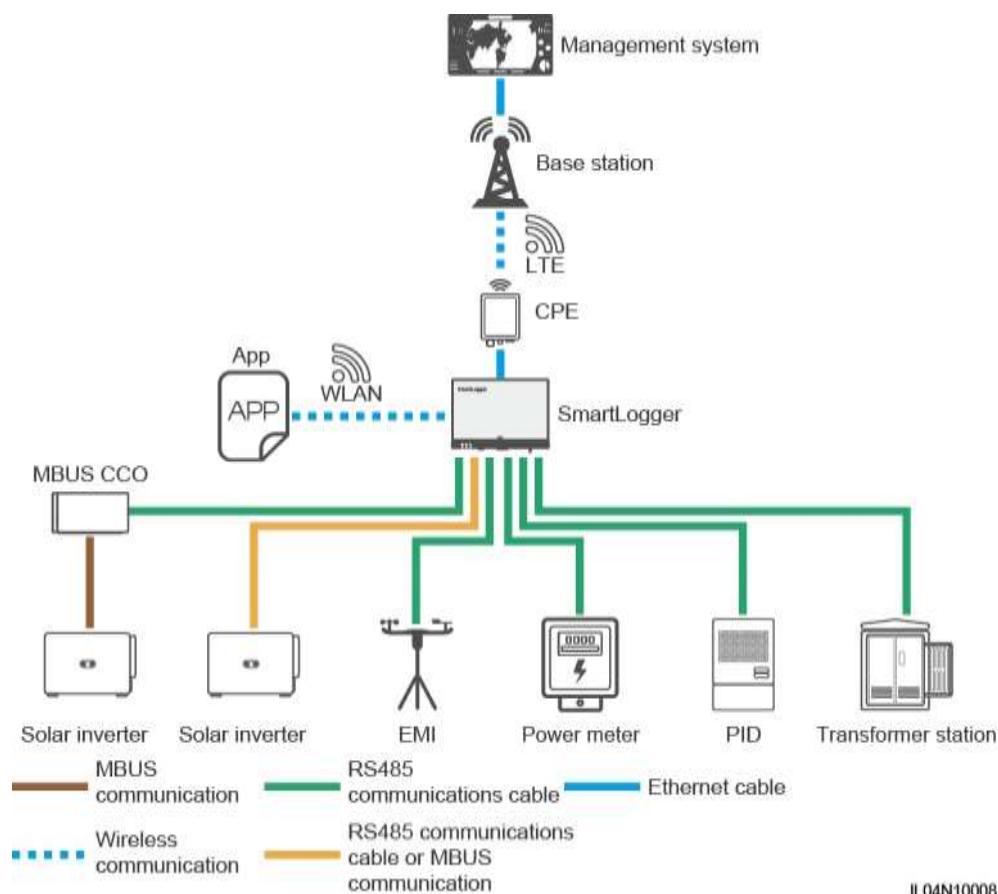 Management system
Base station
LTE
CPE
App
WLAN
APP
SmartLogger
MBUS CCO
0000
Solar inverter
Solar inverter
EMI
Power meter
PID
Transformer station
MBUS
communication
RS485
communications cable
Ethernet cable
Wireless
communication
RS485 communications
cable or MBUS
communication
IL04N10008